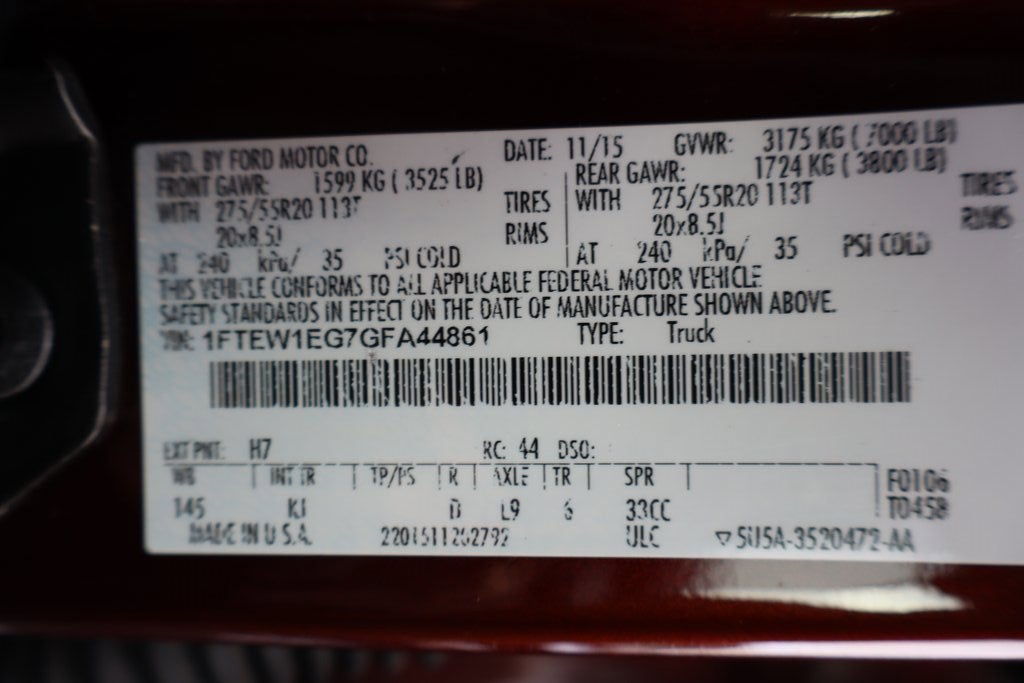 MFD. BY FORD MOTOR CO. DATE: 11/15 GVWR: 3175 KG ( 7000 LB)
FRONT GAWR: 1599 KG ( 3525 LB) REAR GAWR: 1724 KG ( 3800 LB)
WITH 275/55R20 113T TIRES WITH 275/55R20 113T TIRES
20x8.5J RIMS 20x8.5J RIMS
AT 240 kPa/ 35 PSI COLD AT 240 kPa/ 35 PSI COLD
THIS VEHICLE CONFORMS TO ALL APPLICABLE FEDERAL MOTOR VEHICLE
SAFETY STANDARDS IN EFFECT ON THE DATE OF MANUFACTURE SHOWN ABOVE.
VIN: 1FTEW1EG7GFA44861 TYPE: Truck
EXT PNT: H7 RC: 44 DSO:
WB INT TR TP/PS R AXLE TR SPR F0106
145 KJ D L9 6 33CC T0458
MADE IN U.S.A. ULC ▽5U5A-3520472-AA